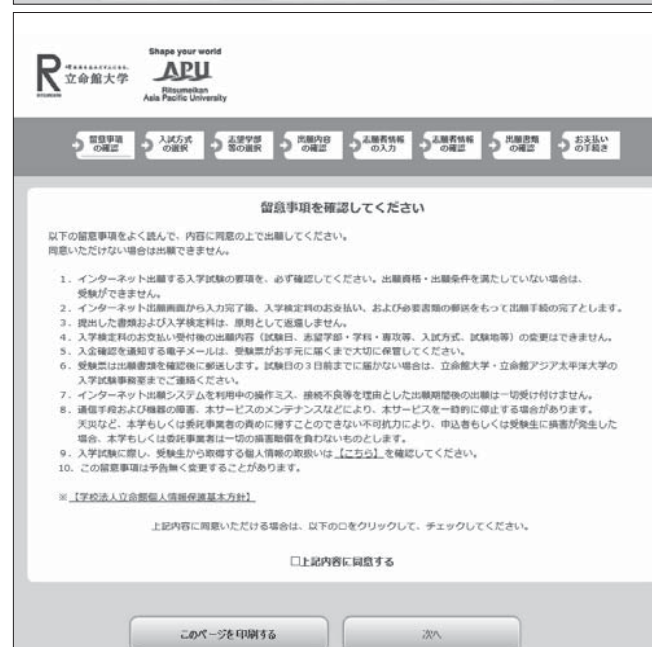 立命館大学
RITSUMEIKAN
Shape your world
APU
Ritsumeikan
Asia Pacific University
留意事項
の確認
入試方式
の選択
志望学部
等の選択
出願内容
の確認
志願者情報
の入力
志願者情報
の確認
出願書類
の確認
お支払い
の手続き
留意事項を確認してください
以下の留意事項をよく読んで、内容に同意の上で出願してください。
同意いただけない場合は出願できません。
1. インターネット出願する入学試験の要項を、必ず確認してください。出願資格・出願条件を満たしていない場合は、
受験ができません。
2. インターネット出願画面から入力完了後、入学検定料のお支払い、および必要書類の郵送をもって出願手続の完了とします。
3. 提出した書類および入学検定料は、原則として返還しません。
4. 入学検定料のお支払い受付後の出願内容（試験日、志望学部・学科・専攻等、入試方式、試験地等）の変更はできません。
5. 入金確認を通知する電子メールは、受験票がお手元に届くまで大切に保管してください。
6. 受験票は出願書類を確認後に郵送します。試験日の３日前までに届かない場合は、立命館大学・立命館アジア太平洋大学の
入学試験事務室までご連絡ください。
7. インターネット出願システムを利用中の操作ミス、接続不良等を理由とした出願期間後の出願は一切受け付けません。
8. 通信手段および機器の障害、本サービスのメンテナンスなどにより、本サービスを一時的に停止する場合があります。
天災など、本学もしくは委託事業者の責めに帰すことのできない不可抗力により、申込者もしくは受験生に損害が発生した
場合、本学もしくは委託事業者は一切の損害賠償を負わないものとします。
9. 入学試験に際し、受験生から取得する個人情報の取扱いは【こちら】を確認してください。
10. この留意事項は予告無く変更することがあります。
※【学校法人立命館個人情報保護基本方針】
上記内容に同意いただける場合は、以下の□をクリックして、チェックしてください。
□上記内容に同意する
このページを印刷する
次へ